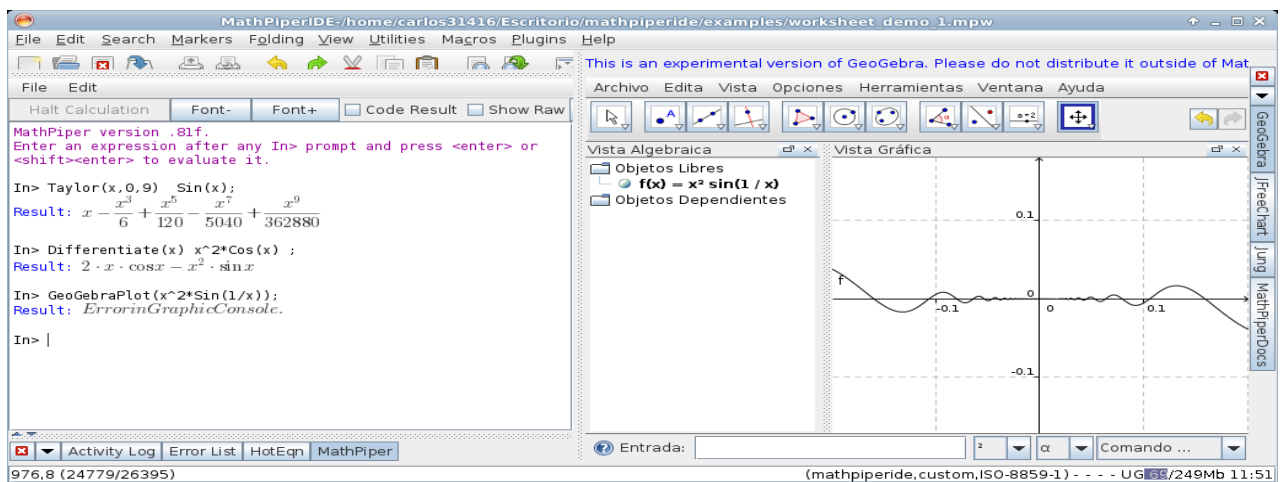 MathPiperIDE-/home/carlos31416/Escritorio/mathpiperide/examples/worksheet_demo_1.mpw
File Edit Search Markers Folding View Utilities Macros Plugins Help
File Edit
Halt Calculation Font- Font+ Code Result Show Raw
MathPiper version .81f.
Enter an expression after any In> prompt and press <enter> or
<shift><enter> to evaluate it.
In> Taylor(x,0,9) Sin(x);
Result: x − x³/6 + x⁵/120 − x⁷/5040 + x⁹/362880
In> Differentiate(x) x^2*Cos(x) ;
Result: 2 · x · cosx − x² · sinx
In> GeoGebraPlot(x^2*Sin(1/x));
Result: ErrorinGraphicConsole.
In>
Activity Log Error List HotEqn MathPiper
This is an experimental version of GeoGebra. Please do not distribute it outside of Mat
Archivo Edita Vista Opciones Herramientas Ventana Ayuda
A
a=2
Vista Algebraica
Objetos Libres
f(x) = x² sin(1 / x)
Objetos Dependientes
Vista Gráfica
0.1
f
0
-0.1 0 0.1
-0.1
Entrada: ² α Comando ...
GeoGebra
JFreeChart
Jung
MathPiperDocs
976,8 (24779/26395) (mathpiperide,custom,ISO-8859-1) - - - - UG 69/249Mb 11:51